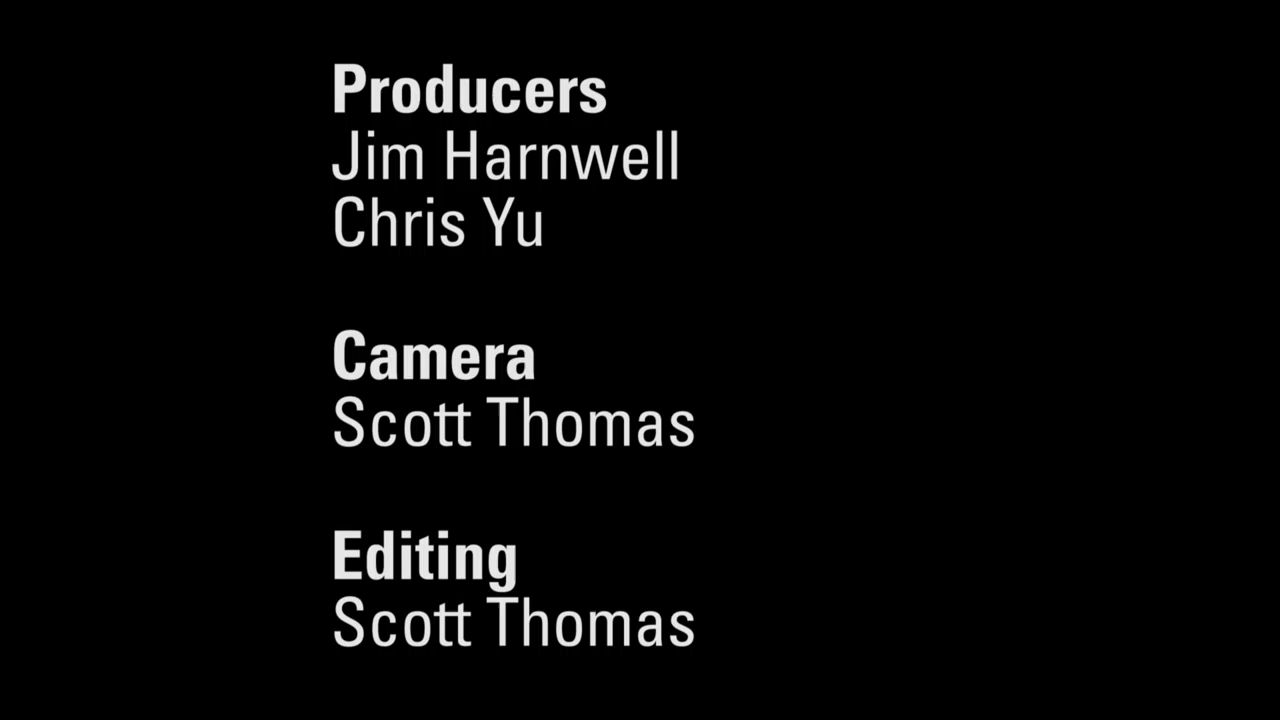 Producers
Jim Harnwell
Chris Yu
Camera
Scott Thomas
Editing
Scott Thomas